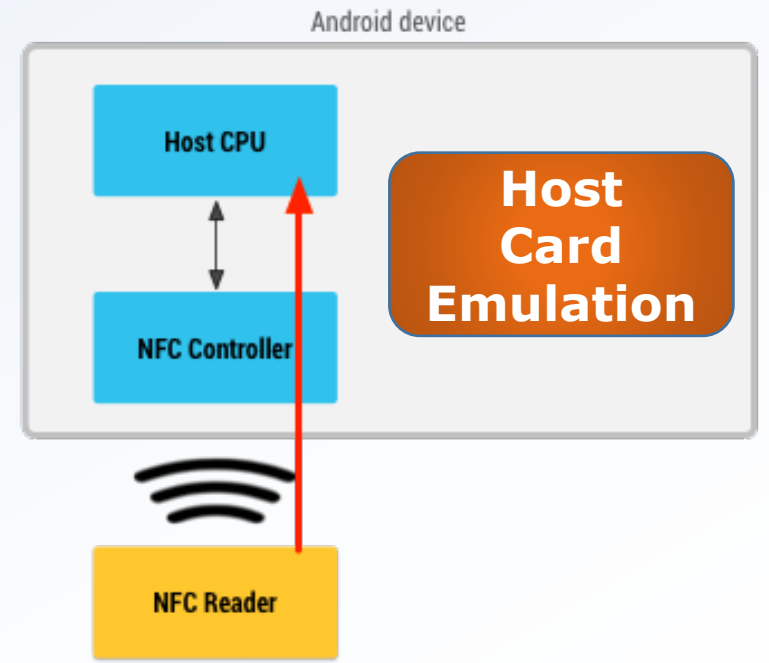 Android device
Host CPU
Host
Card
Emulation
NFC Controller
NFC Reader